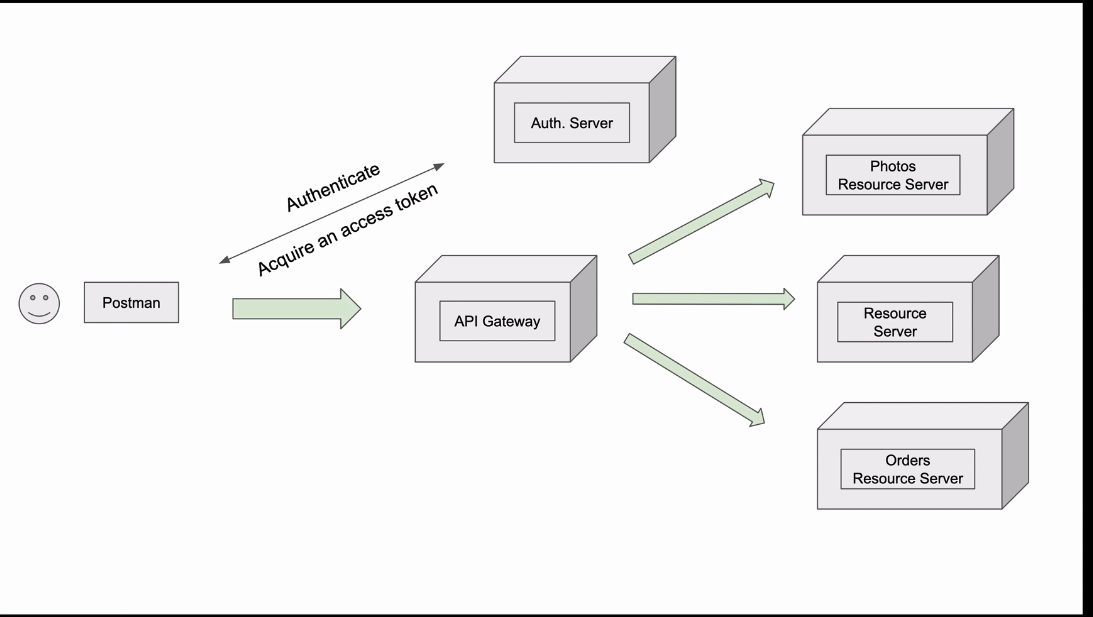 Auth. Server
Photos
Resource Server
Authenticate
Acquire an access token
Postman
API Gateway
Resource
Server
Orders
Resource Server